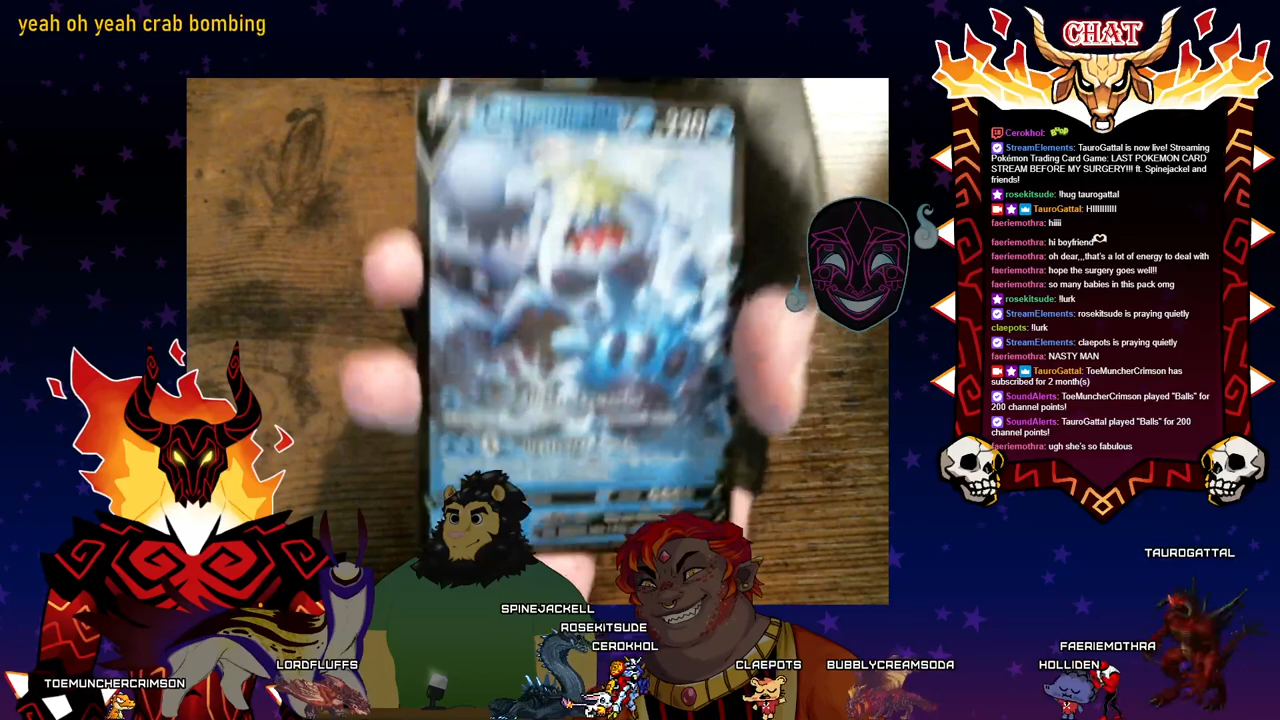 yeah oh yeah crab bombing
CHAT
Cerokhol:
StreamElements: TauroGattal is now live! Streaming
Pokémon Trading Card Game: LAST POKEMON CARD
STREAM BEFORE MY SURGERY!!! ft. Spinejackel and
friends!
rosekitsude: !hug taurogattal
TauroGattal: HIIIIIIIIII
faeriemothra: hiiii
faeriemothra: hi boyfriend
faeriemothra: oh dear,,,that's a lot of energy to deal with
faeriemothra: hope the surgery goes well!!
faeriemothra: so many babies in this pack omg
rosekitsude: !lurk
StreamElements: rosekitsude is praying quietly
claepots: !lurk
StreamElements: claepots is praying quietly
faeriemothra: NASTY MAN
TauroGattal: ToeMuncherCrimson has
subscribed for 2 month(s)
SoundAlerts: ToeMuncherCrimson played "Balls" for
200 channel points!
SoundAlerts: TauroGattal played "Balls" for 200
channel points!
faeriemothra: ugh she's so fabulous
TAUROGATTAL
SPINEJACKELL
ROSEKITSUDE
CEROKHOL
FAERIEMOTHRA
LORDFLUFFS
CLAEPOTS
BUBBLYCREAMSODA
HOLLIDEN
TOEMUNCHERCRIMSON